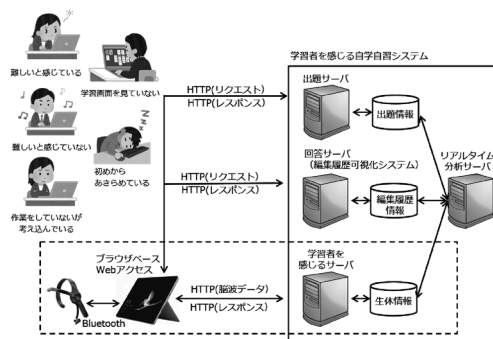 学習者を感じる自学自習システム
難しいと感じている
学習画面を見ていない
HTTP(リクエスト)
HTTP(レスポンス)
出題サーバ
出題情報
難しいと感じていない
初めから
あきらめている
HTTP(リクエスト)
HTTP(レスポンス)
回答サーバ
(編集履歴可視化システム)
編集履歴
情報
リアルタイム
分析サーバ
作業をしていないが
考え込んでいる
ブラウザベース
Webアクセス
Bluetooth
HTTP(脳波データ)
HTTP(レスポンス)
学習者を
感じるサーバ
生体情報